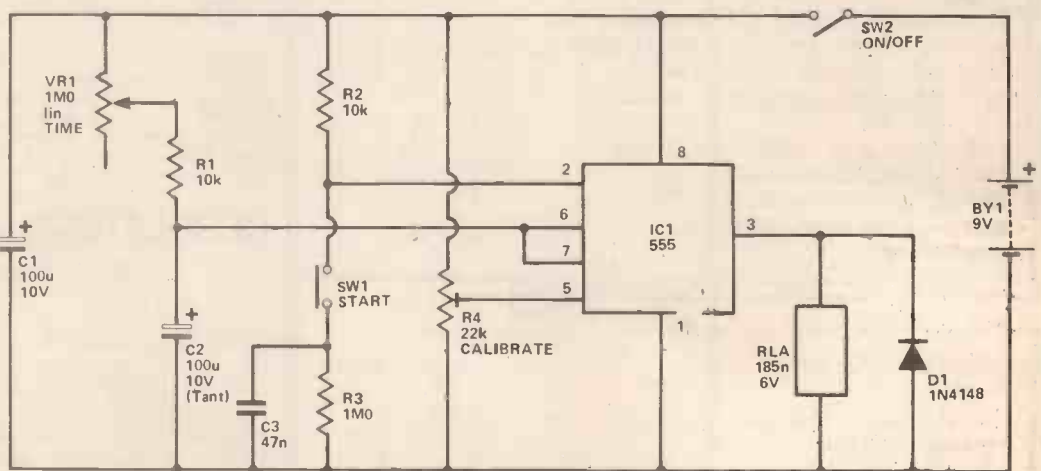 VR1
1M0
lin
TIME
R1
10k
C1
100u
10V
C2
100u
10V
(Tant)
R2
10k
SW1
START
C3
47n
R3
1M0
R4
22k
CALIBRATE
2
6
7
5
8
IC1
555
3
1
SW2
ON/OFF
BY1
9V
RLA
185n
6V
D1
1N4148
+
+
+